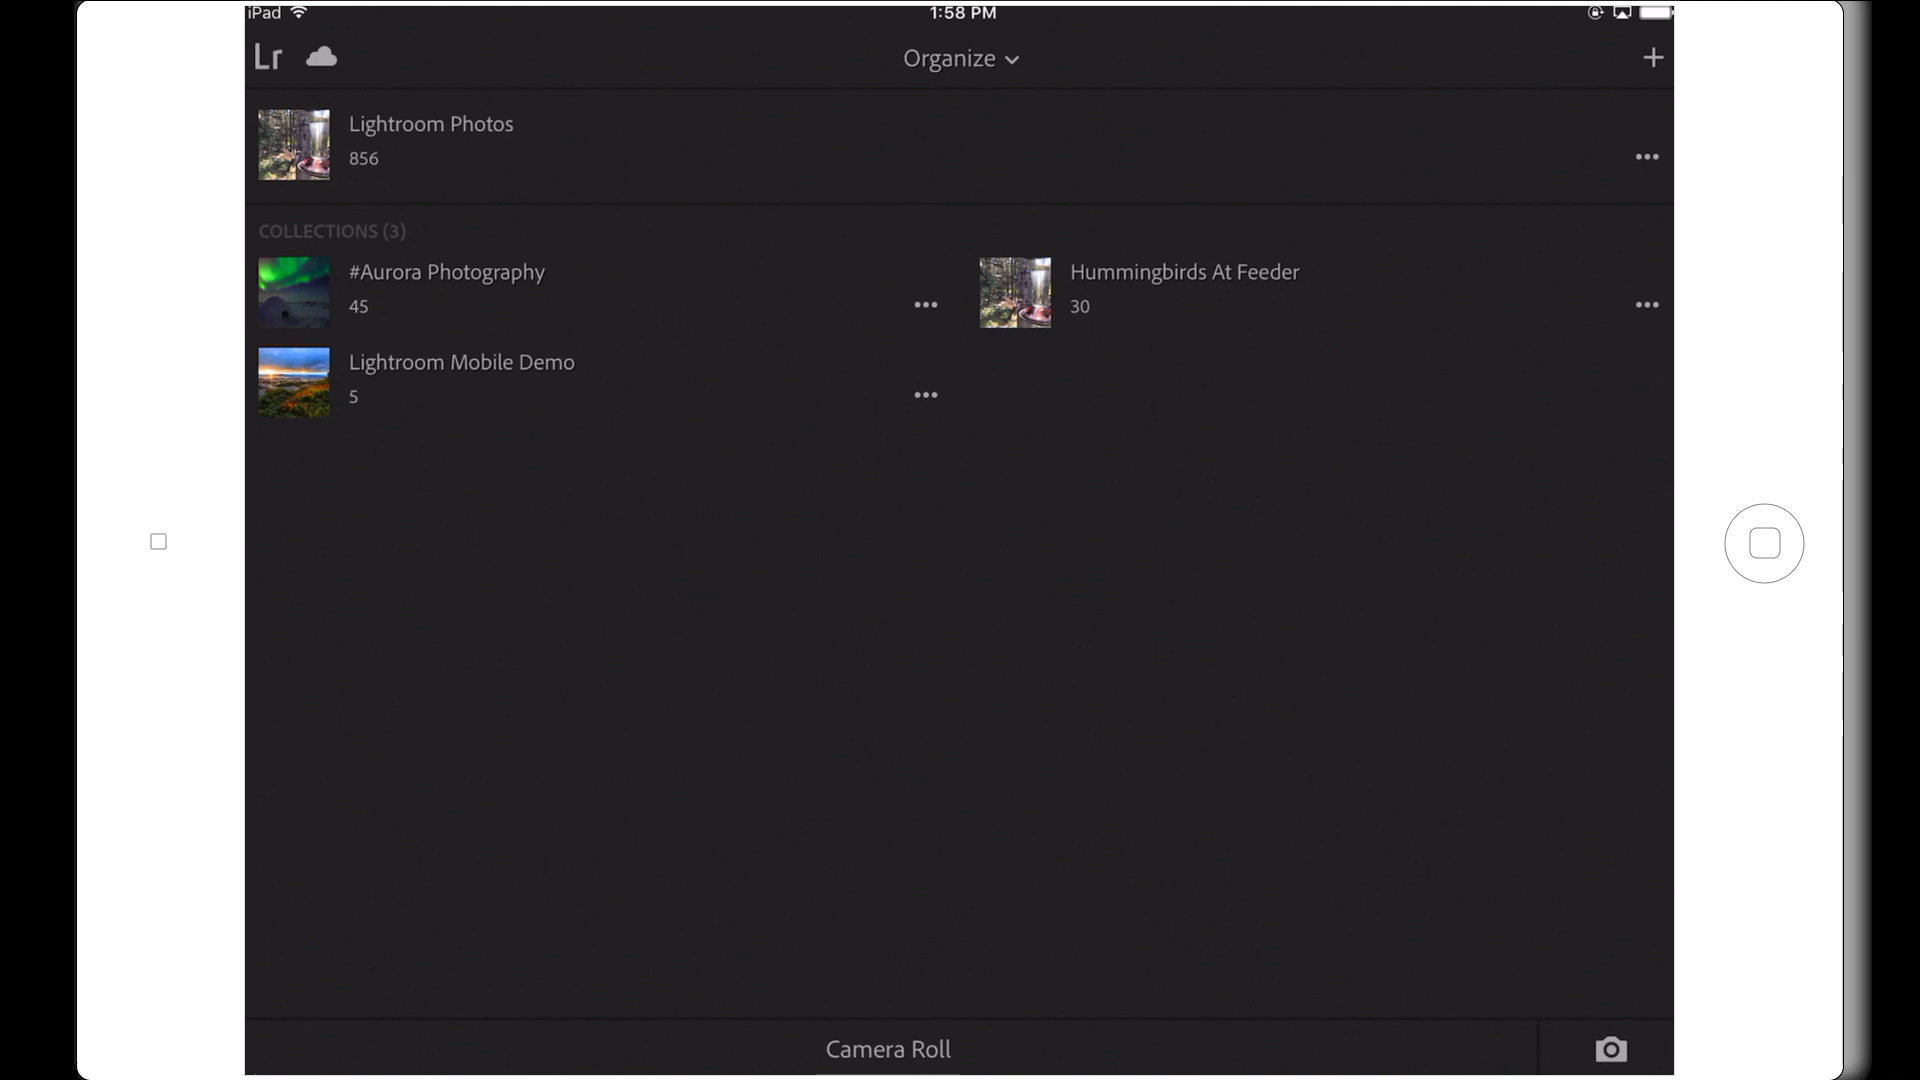 iPad
1:58 PM
Lr
Organize
Lightroom Photos
856
COLLECTIONS (3)
#Aurora Photography
45
Hummingbirds At Feeder
30
Lightroom Mobile Demo
5
Camera Roll